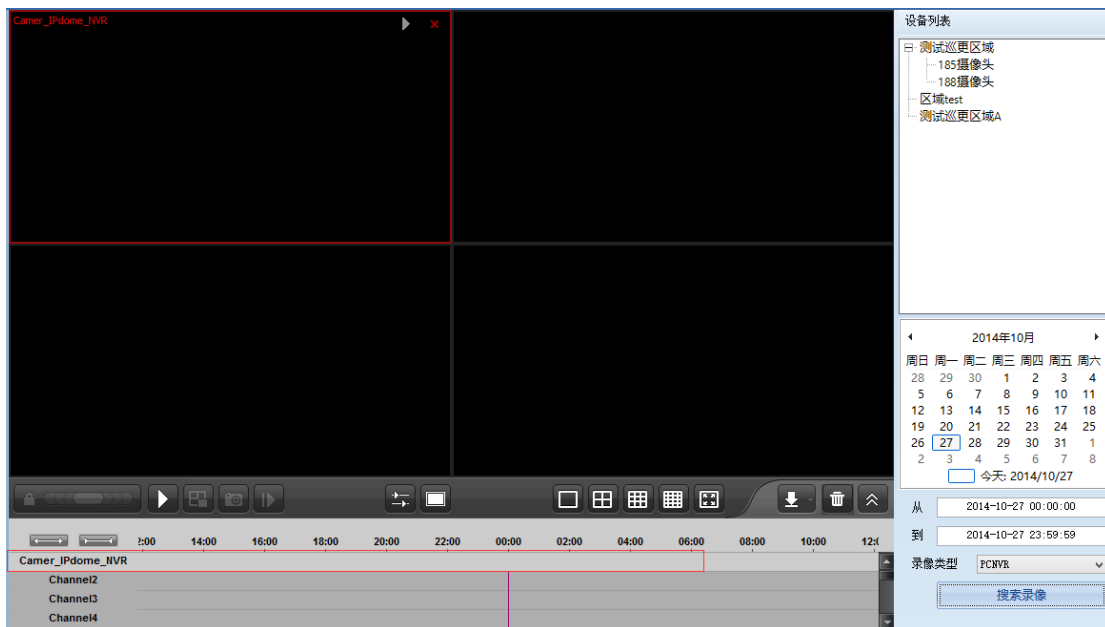 Camer_IPdome_NVR
设备列表
测试巡更区域
185摄像头
188摄像头
区域test
测试巡更区域A
2014年10月
周日 周一 周二 周三 周四 周五 周六
28 29 30 1 2 3 4
5 6 7 8 9 10 11
12 13 14 15 16 17 18
19 20 21 22 23 24 25
26 27 28 29 30 31 1
2 3 4 5 6 7 8
今天: 2014/10/27
从 2014-10-27 00:00:00
到 2014-10-27 23:59:59
录像类型 PCNVR
搜索录像
2:00 14:00 16:00 18:00 20:00 22:00 00:00 02:00 04:00 06:00 08:00 10:00 12:0
Camer_IPdome_NVR
Channel2
Channel3
Channel4